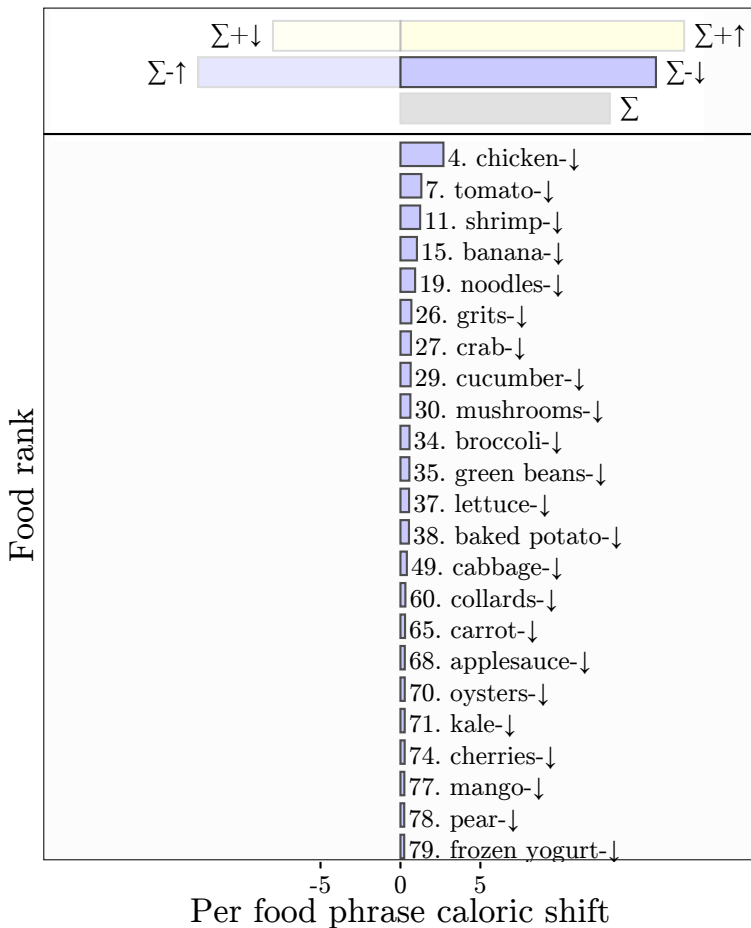 ∑+↓ ∑+↑
∑-↑ ∑-↓
∑
4. chicken-↓
7. tomato-↓
11. shrimp-↓
15. banana-↓
19. noodles-↓
26. grits-↓
27. crab-↓
29. cucumber-↓
30. mushrooms-↓
34. broccoli-↓
35. green beans-↓
37. lettuce-↓
38. baked potato-↓
49. cabbage-↓
60. collards-↓
65. carrot-↓
68. applesauce-↓
70. oysters-↓
71. kale-↓
74. cherries-↓
77. mango-↓
78. pear-↓
79. frozen yogurt-↓
Food rank
-5 0 5
Per food phrase caloric shift